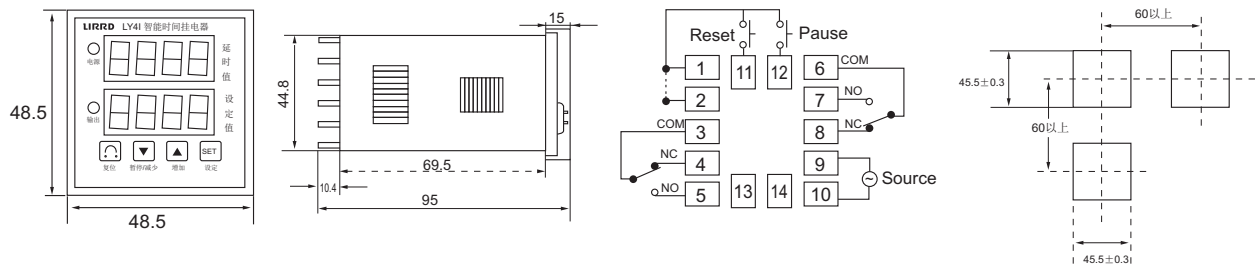 LIRRD LY4I 智能时间挂电器
电源
延时值
输出
设定值
SET
复位 暂停/减少 增加 设定
48.5
48.5
15
44.8
69.5
10.4
95
Reset Pause
1 11 12 6 COM
2 7 NO
COM 3 8 NC
NC 4 9
NO 5 13 14 10
Source
60以上
45.5±0.3
60以上
45.5±0.3